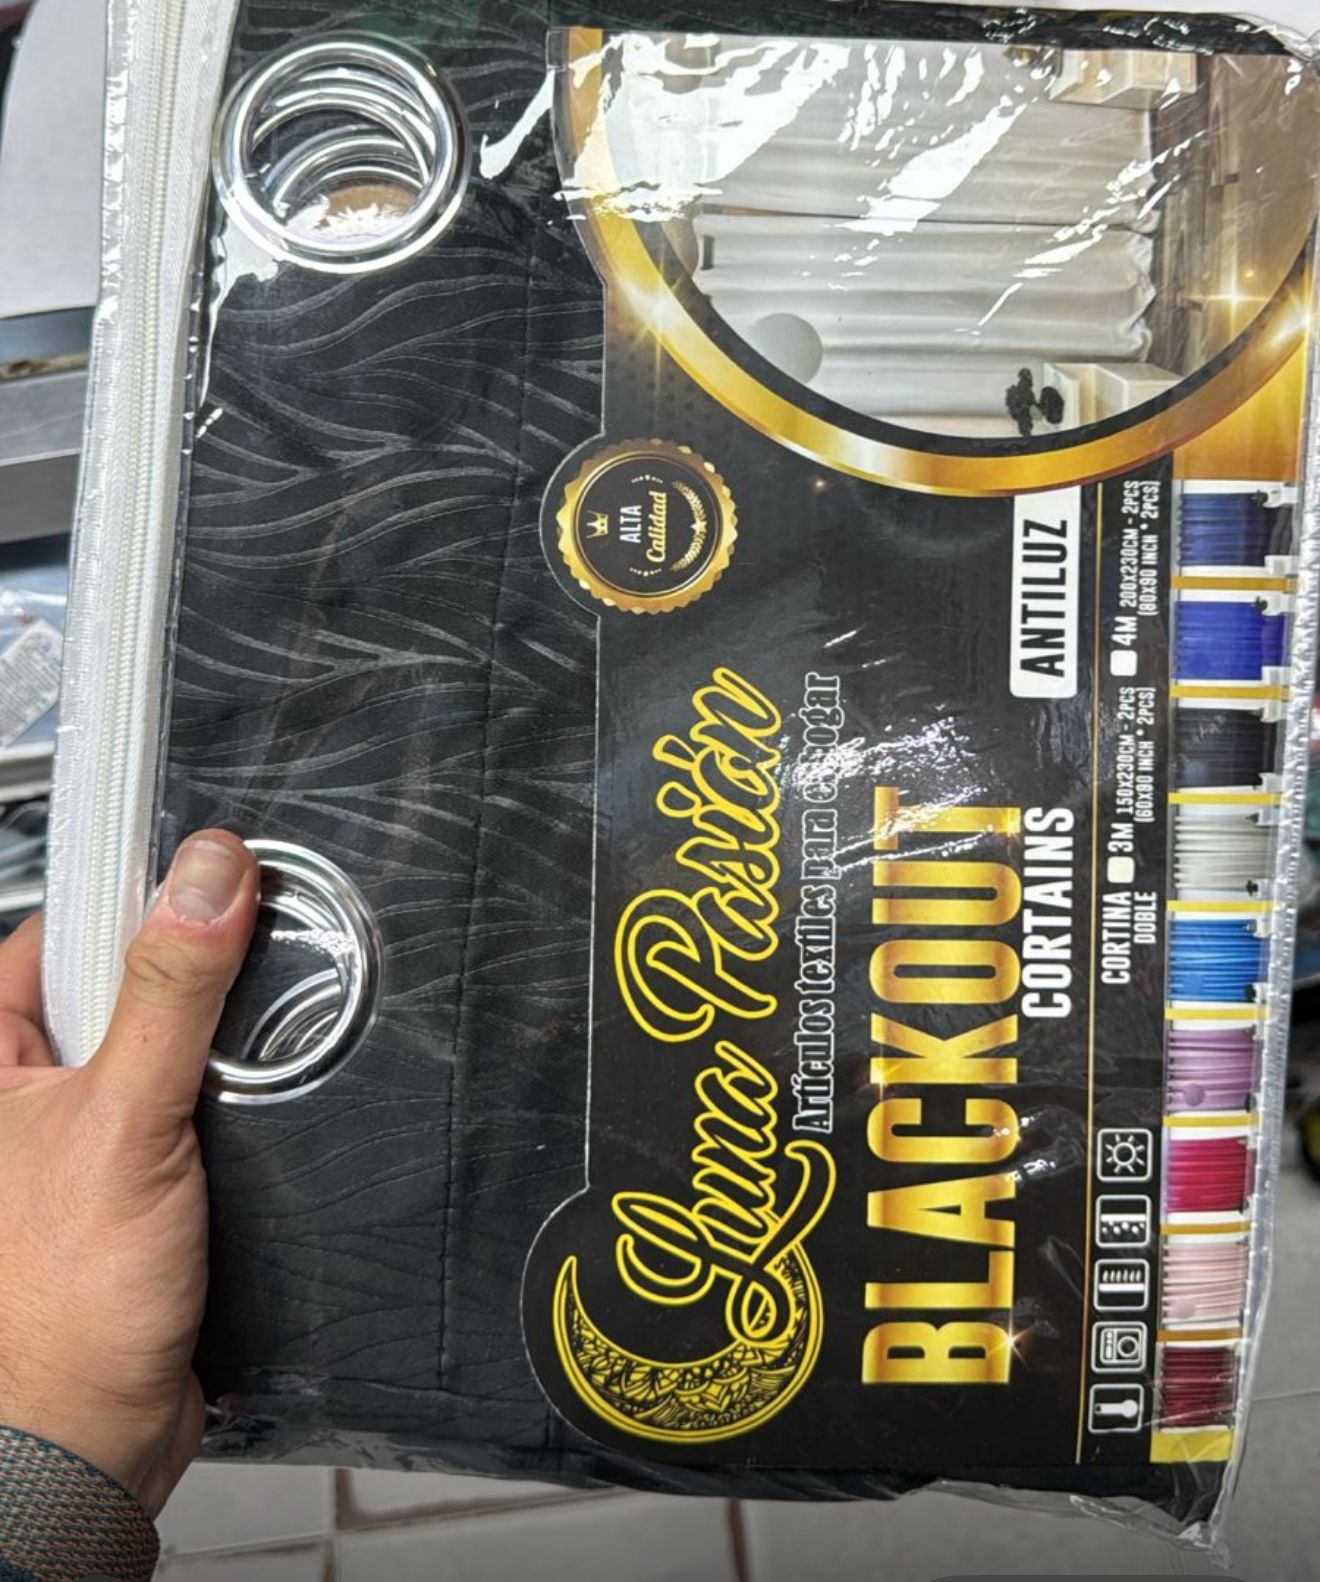 ALTA
Calidad
Luna Pasión
Artículos textiles para el hogar
BLACKOUT
CORTAINS
ANTILUZ
CORTINA
DOBLE
3M 150X230CM - 2PCS
(60X90 INCH * 2PCS)
4M 200X230CM - 2PCS
(80X90 INCH * 2PCS)